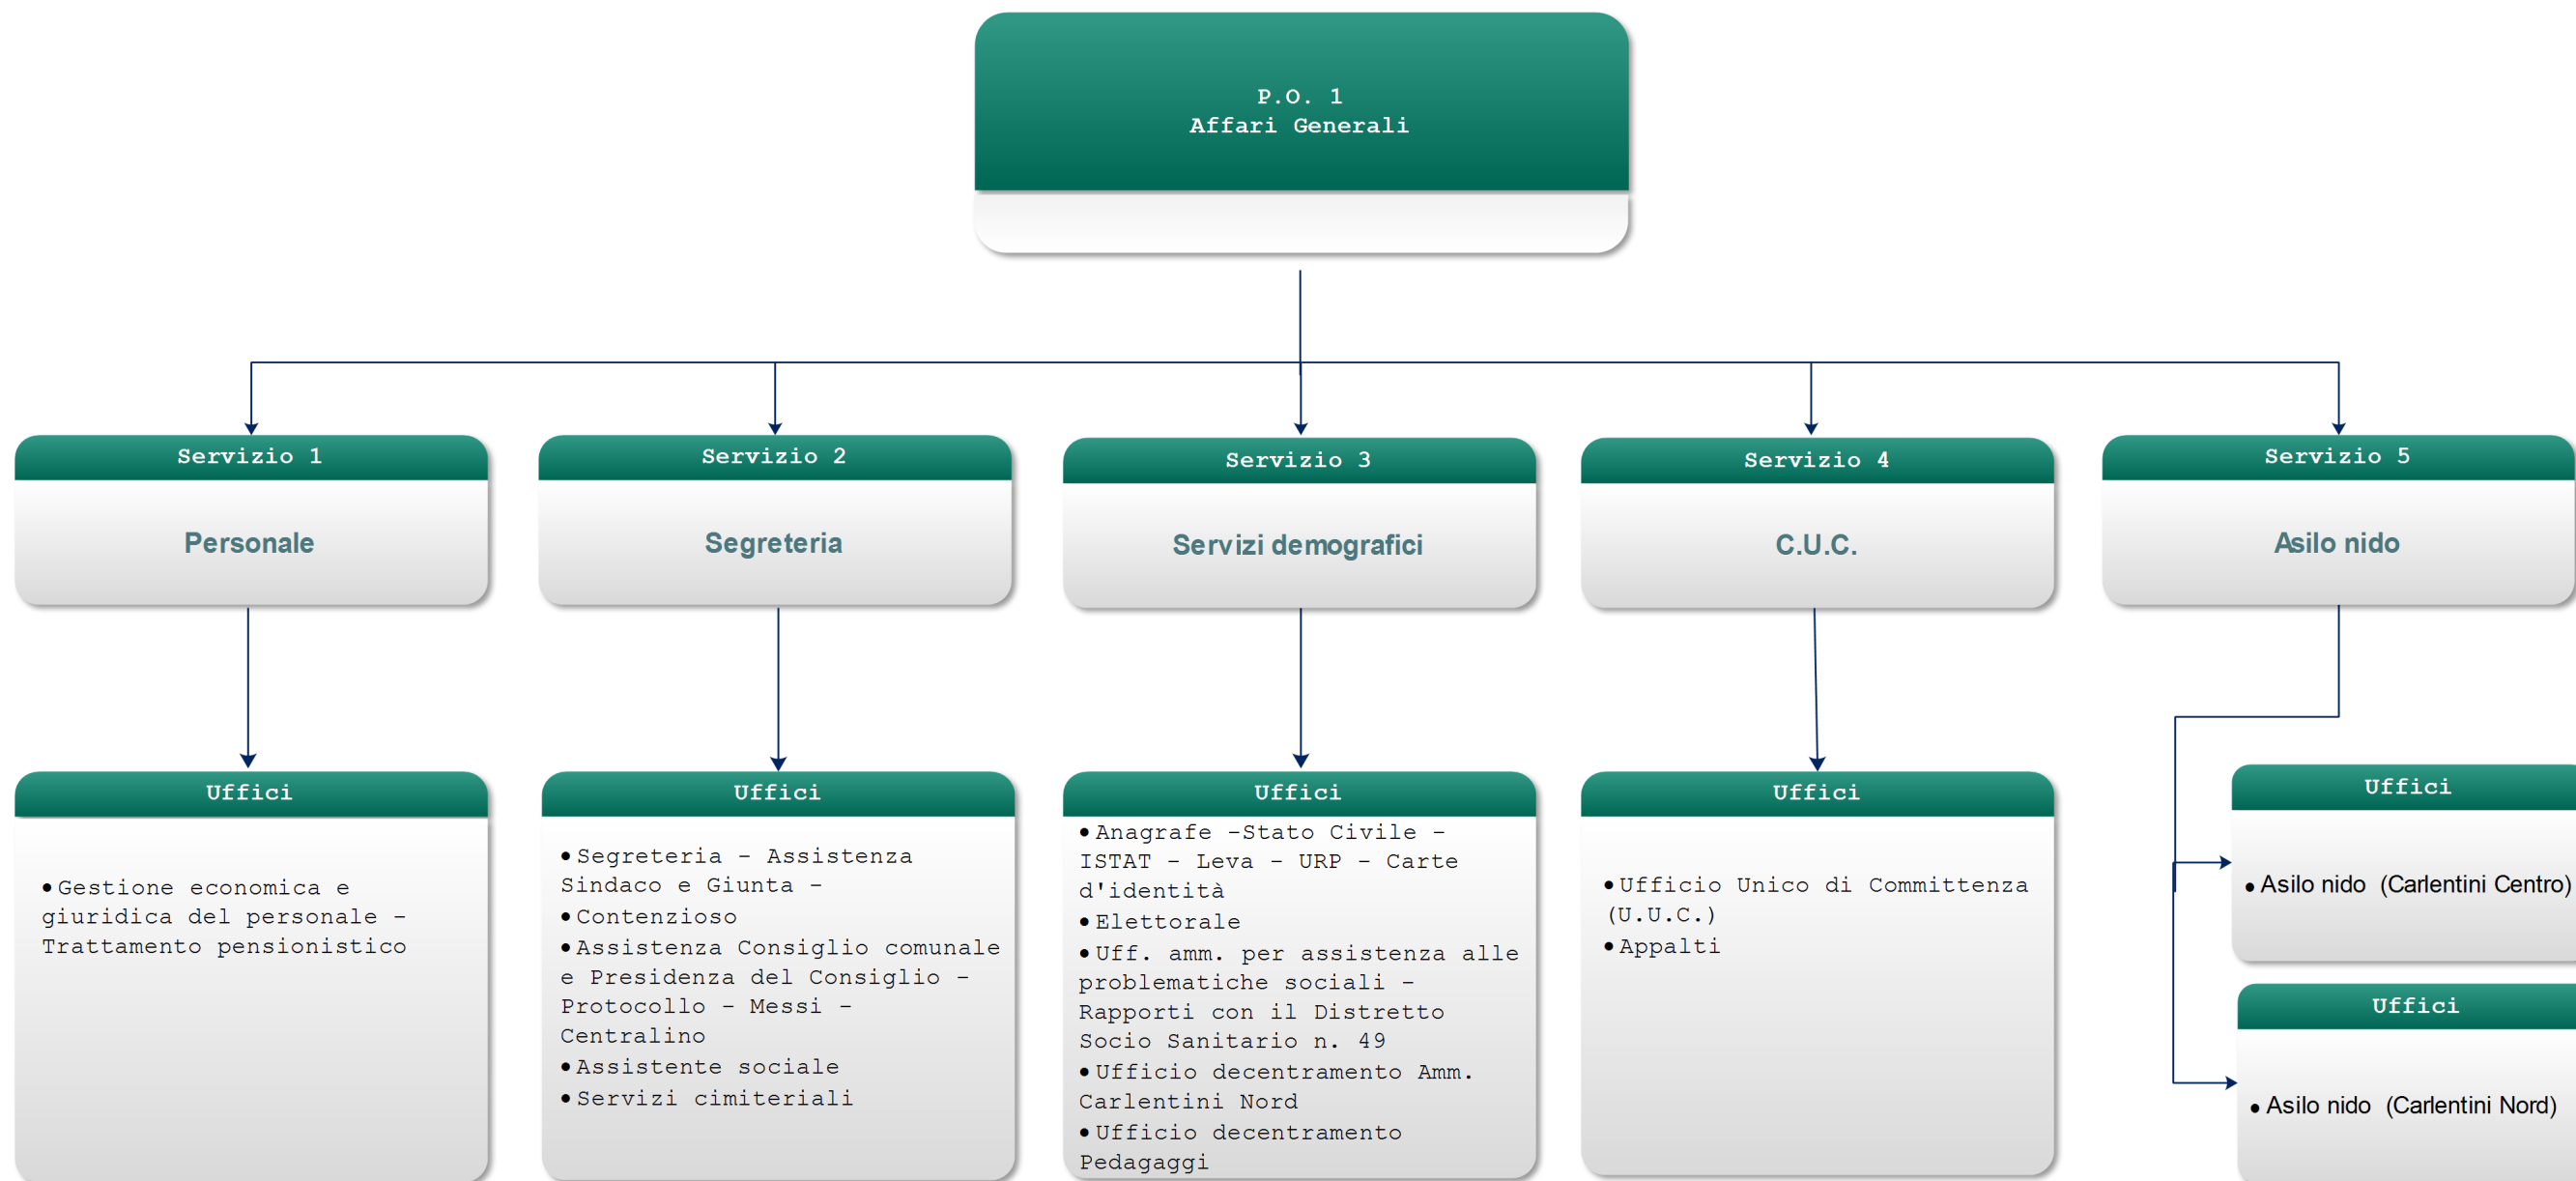 P.O. 1
Affari Generali
Servizio 1
Personale
Servizio 2
Segreteria
Servizio 3
Servizi demografici
Servizio 4
C.U.C.
Servizio 5
Asilo nido
Uffici
•Gestione economica e
giuridica del personale –
Trattamento pensionistico
Uffici
•Segreteria – Assistenza
Sindaco e Giunta –
•Contenzioso
•Assistenza Consiglio comunale
e Presidenza del Consiglio –
Protocollo – Messi –
Centralino
•Assistente sociale
•Servizi cimiteriali
Uffici
•Anagrafe –Stato Civile –
ISTAT – Leva – URP – Carte
d'identità
•Elettorale
•Uff. amm. per assistenza alle
problematiche sociali –
Rapporti con il Distretto
Socio Sanitario n. 49
•Ufficio decentramento Amm.
Carlentini Nord
•Ufficio decentramento
Pedagaggi
Uffici
•Ufficio Unico di Committenza
(U.U.C.)
•Appalti
Uffici
• Asilo nido (Carlentini Centro)
Uffici
• Asilo nido (Carlentini Nord)